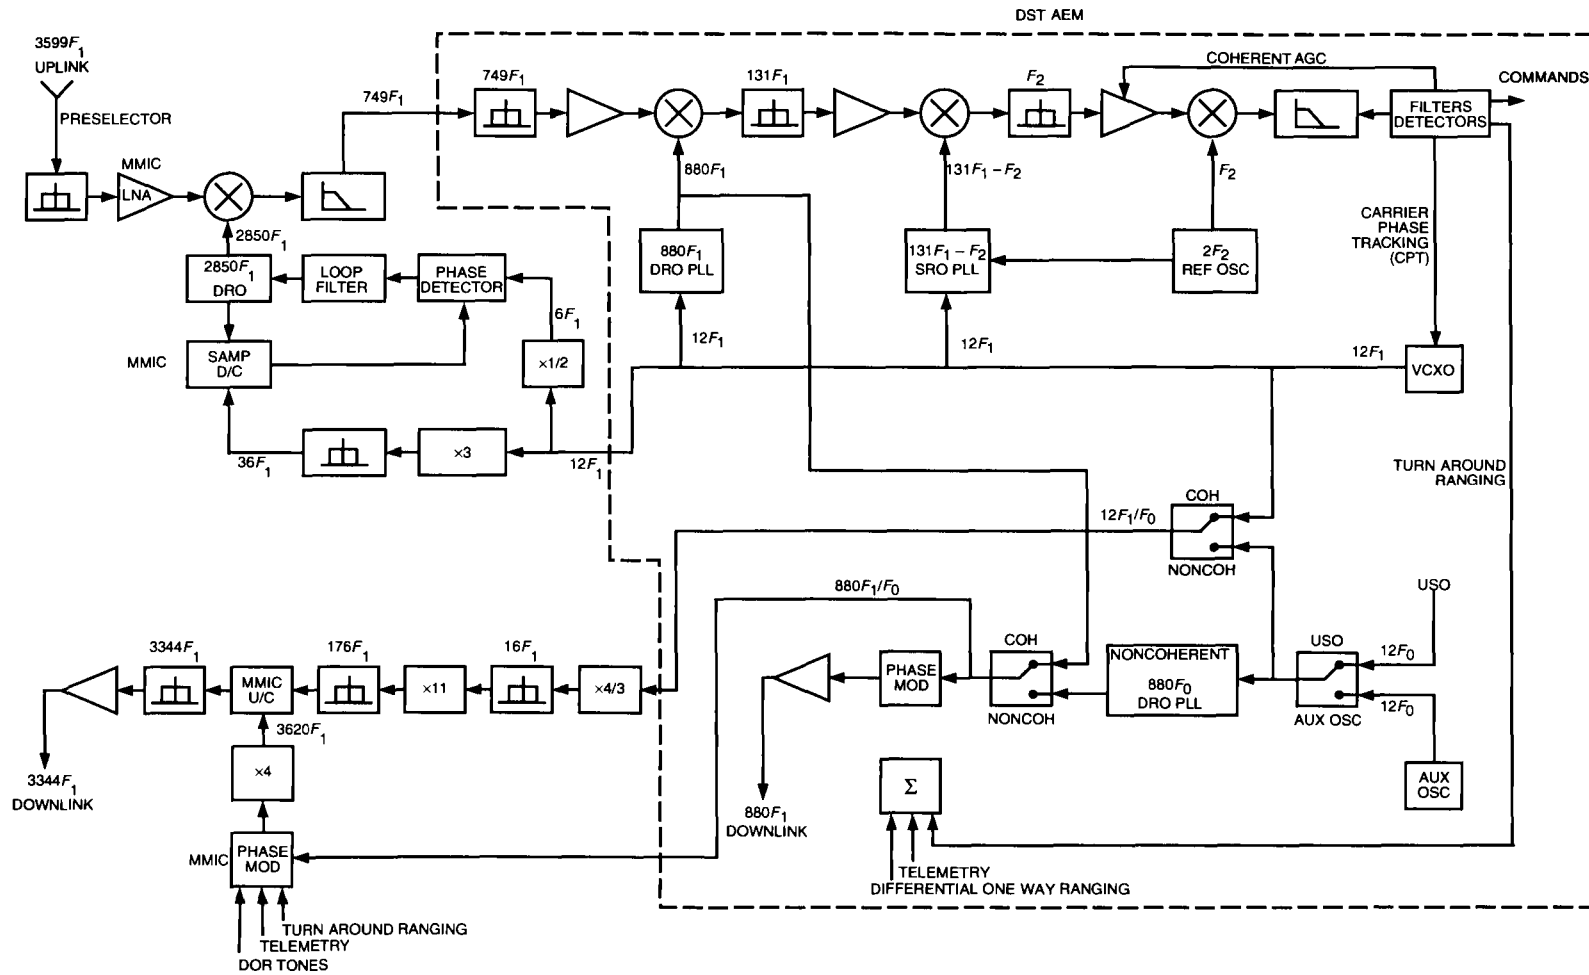 DST AEM
3599F1
UPLINK
PRESELECTOR
MMIC
LNA
749F1
2850F1
2850F1
DRO
LOOP
FILTER
PHASE
DETECTOR
6F1
×1/2
MMIC
SAMP
D/C
36F1
×3
12F1
749F1
131F1
F2
COHERENT AGC
COMMANDS
FILTERS
DETECTORS
880F1
131F1 – F2
F2
880F1
DRO PLL
131F1 – F2
SRO PLL
2F2
REF OSC
CARRIER
PHASE
TRACKING
(CPT)
12F1
12F1
12F1
VCXO
TURN AROUND
RANGING
COH
12F1/F0
NONCOH
880F1/F0
USO
COH
NONCOHERENT
880F0
DRO PLL
USO
12F0
12F0
AUX OSC
AUX
OSC
PHASE
MOD
NONCOH
880F1
DOWNLINK
Σ
TELEMETRY
DIFFERENTIAL ONE WAY RANGING
3344F1
MMIC
U/C
176F1
×11
16F1
×4/3
3620F1
×4
3344F1
DOWNLINK
MMIC
PHASE
MOD
TURN AROUND RANGING
TELEMETRY
DOR TONES